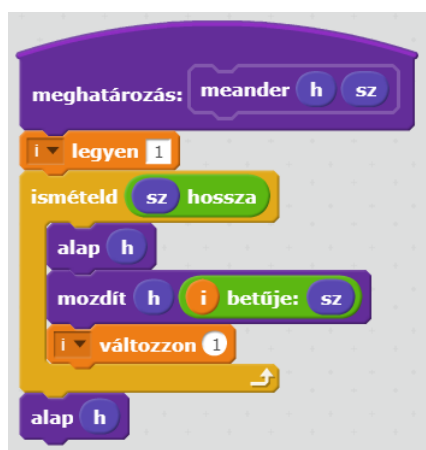 meghatározás: meander h sz
i legyen 1
ismételd sz hossza
alap h
mozdít h i betűje: sz
i változzon 1
alap h